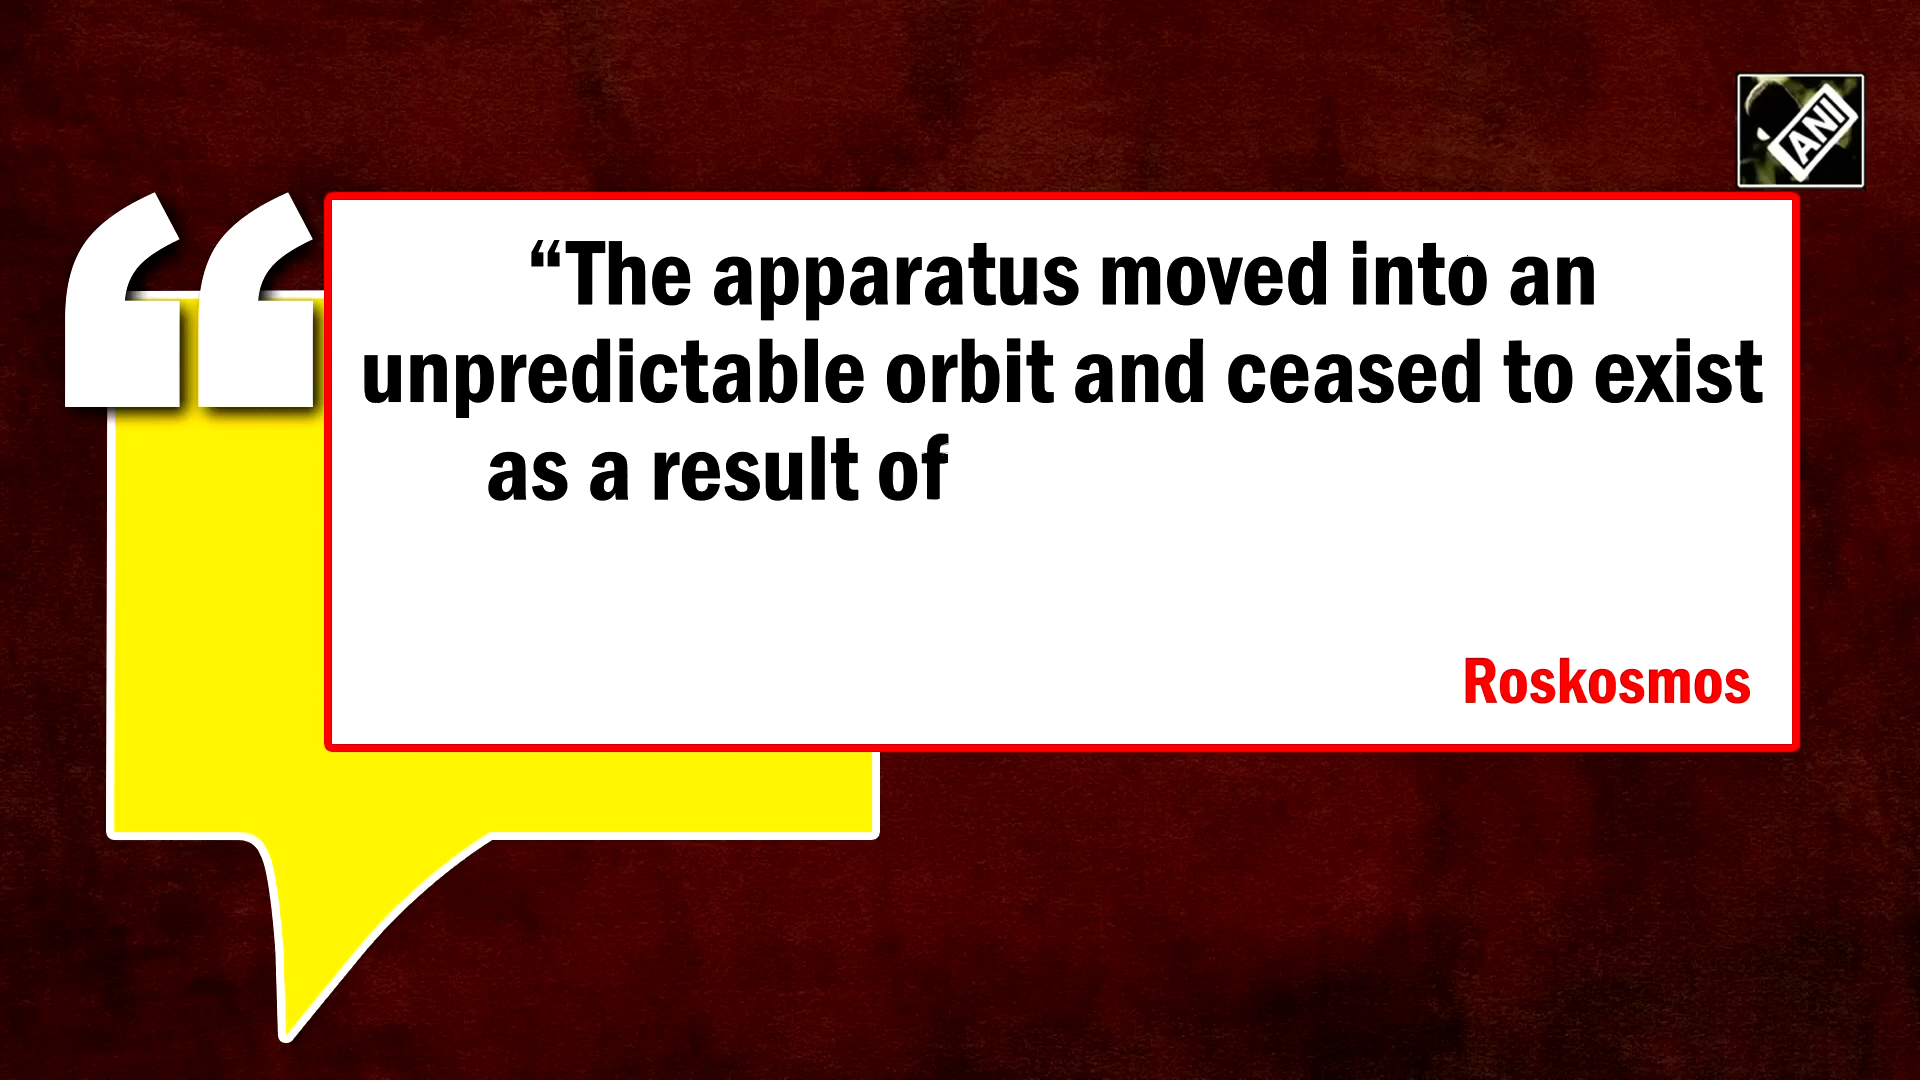 ANI
“The apparatus moved into an
unpredictable orbit and ceased to exist
as a result of
Roskosmos